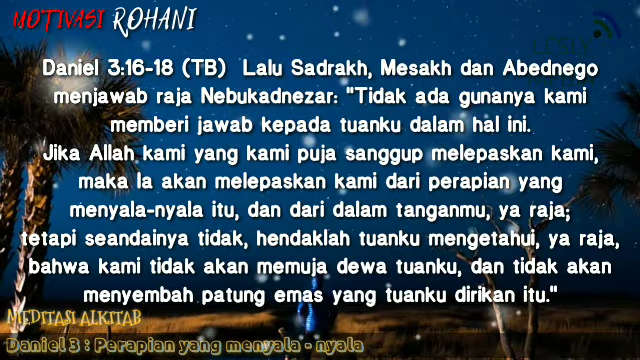 MOTIVASI ROHANI
LESLY
Daniel 3:16-18 (TB) Lalu Sadrakh, Mesakh dan Abednego
menjawab raja Nebukadnezar: "Tidak ada gunanya kami
memberi jawab kepada tuanku dalam hal ini.
Jika Allah kami yang kami puja sanggup melepaskan kami,
maka Ia akan melepaskan kami dari perapian yang
menyala-nyala itu, dan dari dalam tanganmu, ya raja;
tetapi seandainya tidak, hendaklah tuanku mengetahui, ya raja,
bahwa kami tidak akan memuja dewa tuanku, dan tidak akan
menyembah patung emas yang tuanku dirikan itu."
MEDITASI ALKITAB
Daniel 3 : Perapian yang menyala - nyala